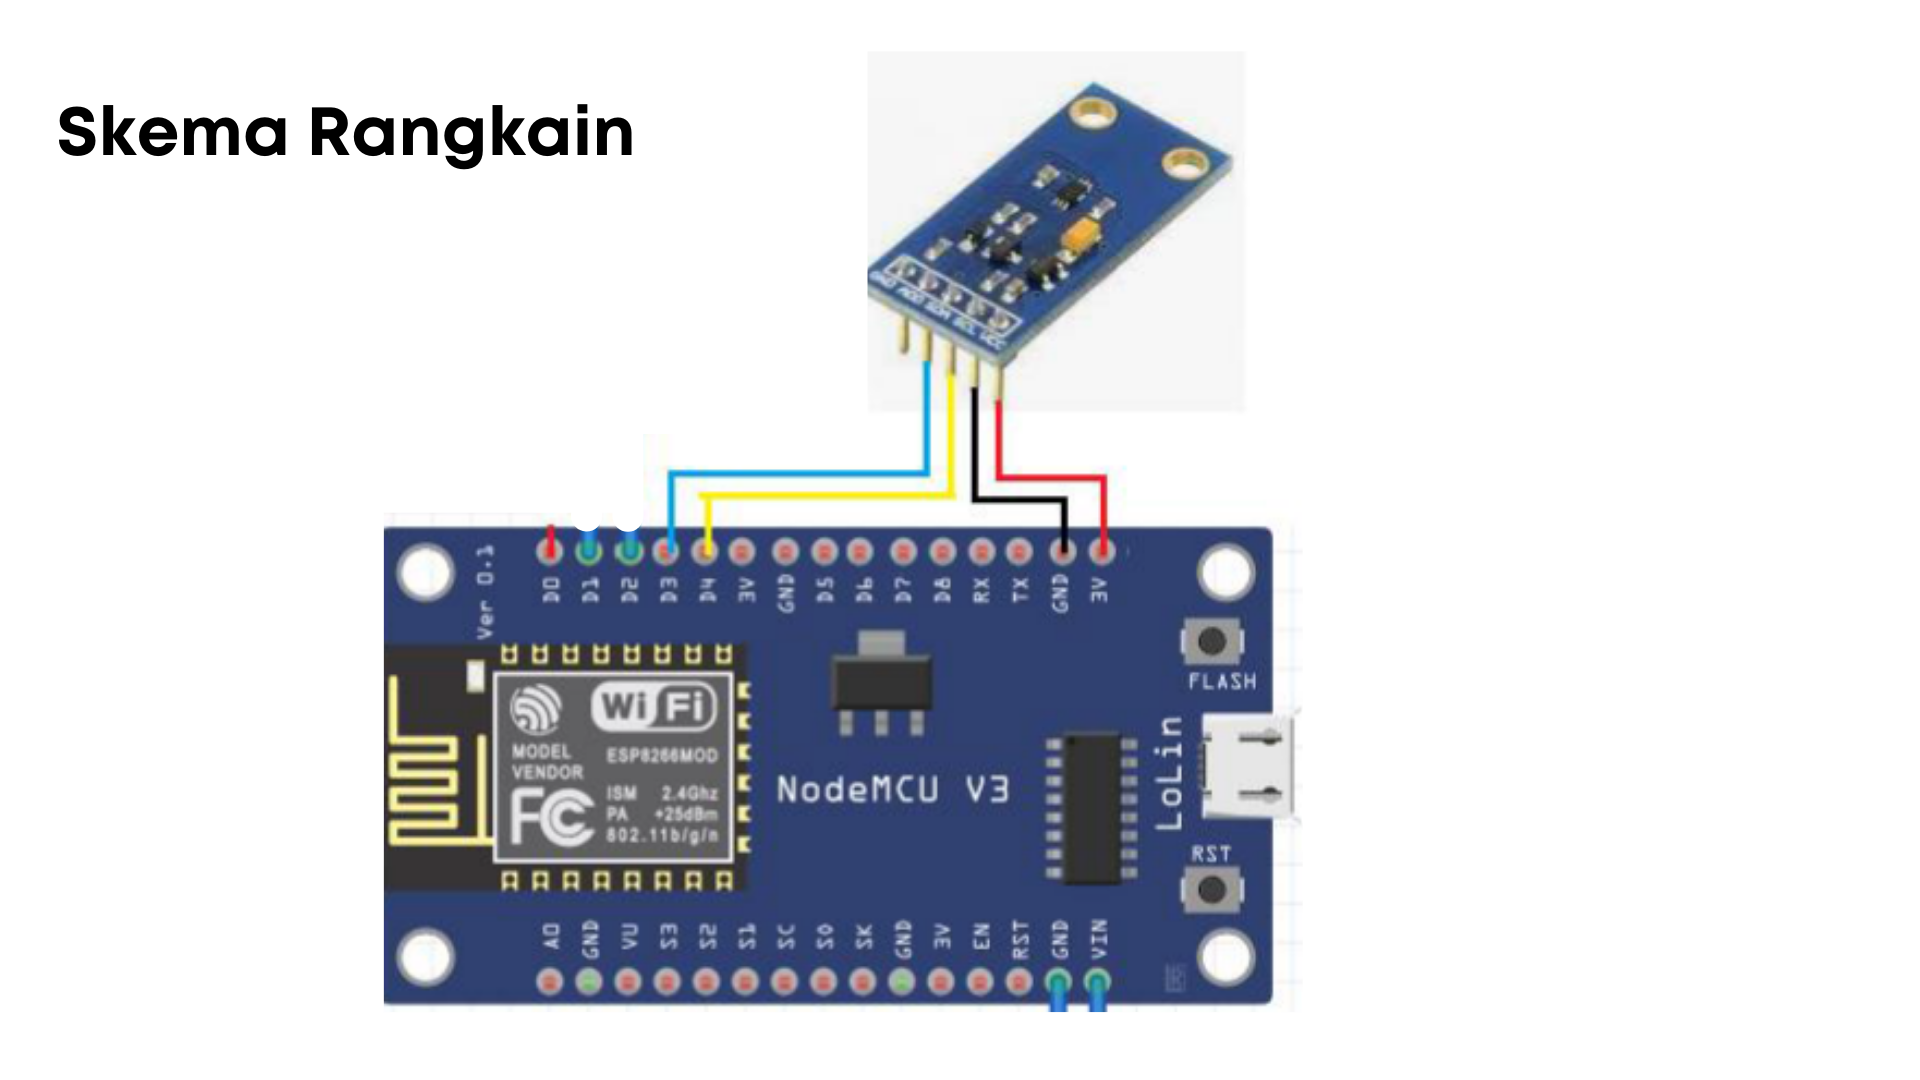 Skema Rangkain
GND ADD SDA SCL VCC
Ver 0.1
D0 D1 D2 D3 D4 3V GND D5 D6 D7 D8 RX TX GND 3V
FLASH
WiFi
MODEL
VENDOR
ESP8266MOD
ISM 2.4Ghz
PA +25dBm
802.11b/g/n
FC
NodeMCU V3
LoLin
RST
A0 GND VU S3 S2 S1 SC S0 SK GND 3V EN RST GND VIN